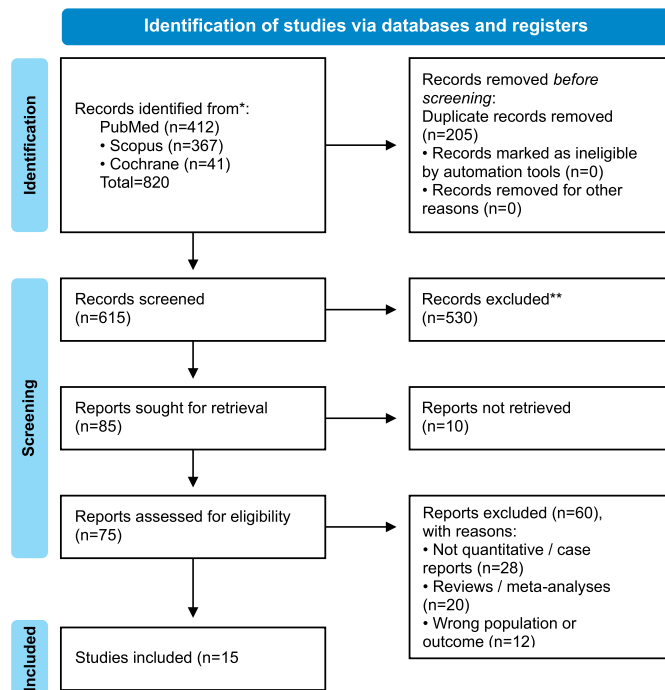 Identification of studies via databases and registers
Identification
Records identified from*:
PubMed (n=412)
• Scopus (n=367)
• Cochrane (n=41)
Total=820
Records removed before
screening:
Duplicate records removed
(n=205)
• Records marked as ineligible
by automation tools (n=0)
• Records removed for other
reasons (n=0)
Screening
Records screened
(n=615)
Records excluded**
(n=530)
Reports sought for retrieval
(n=85)
Reports not retrieved
(n=10)
Reports assessed for eligibility
(n=75)
Reports excluded (n=60),
with reasons:
• Not quantitative / case
reports (n=28)
• Reviews / meta-analyses
(n=20)
• Wrong population or
outcome (n=12)
Included
Studies included (n=15